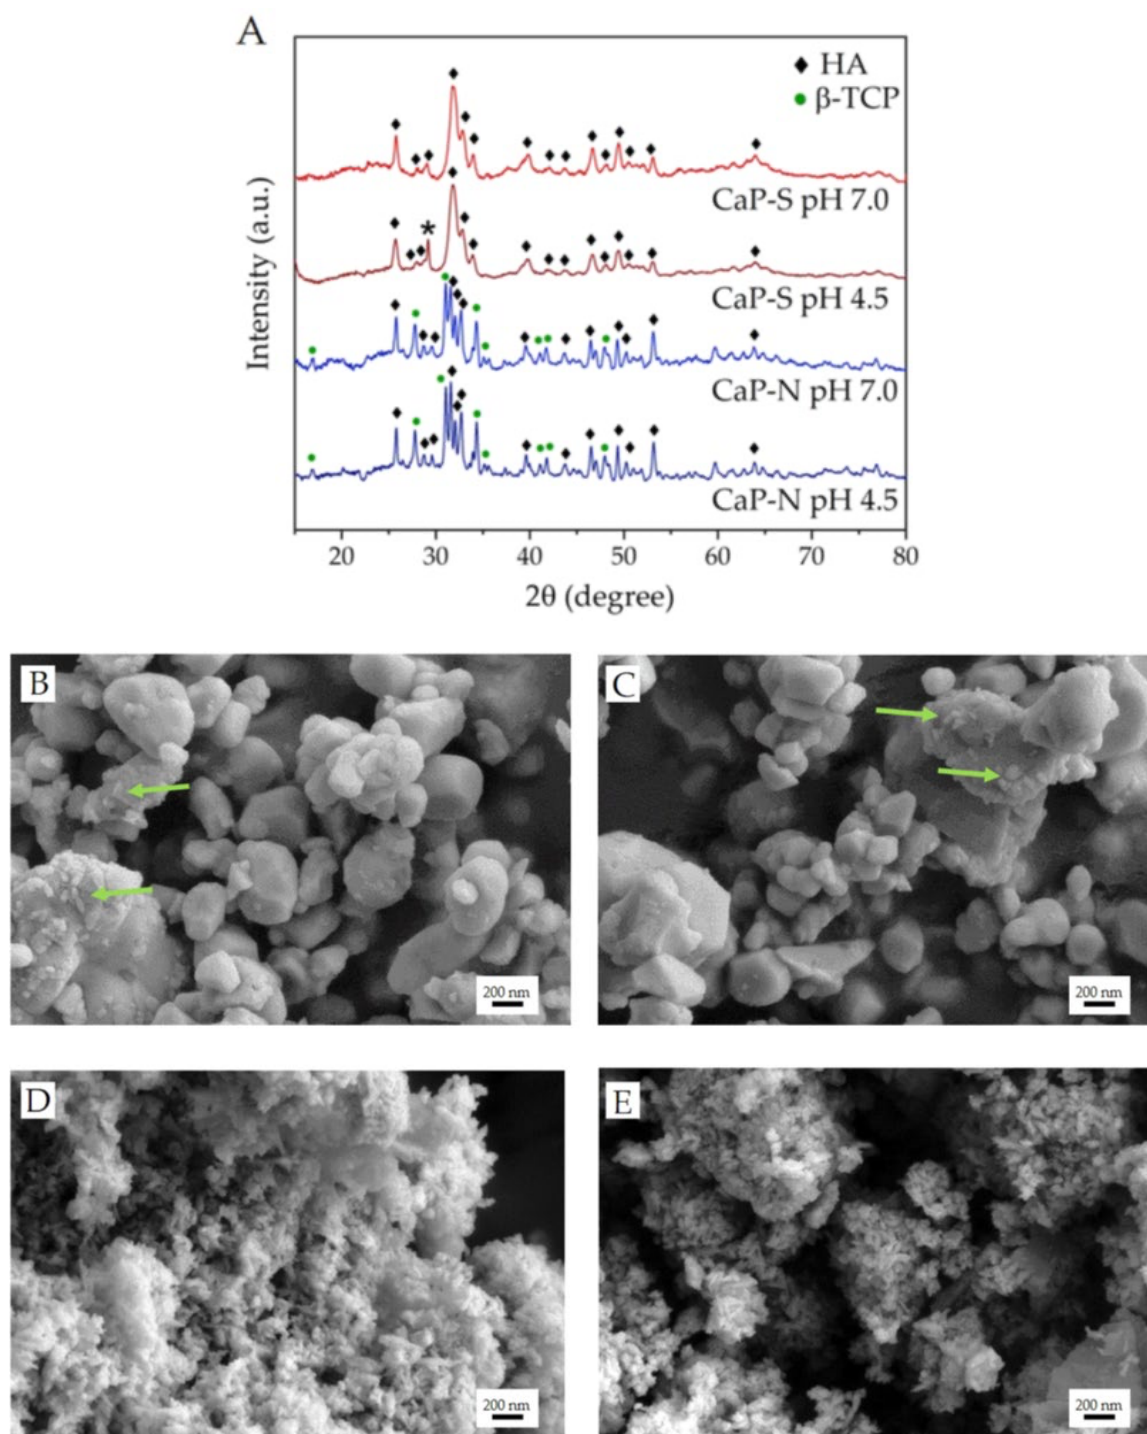 A
♦ HA
● β-TCP
Intensity (a.u.)
CaP-S pH 7.0
*
CaP-S pH 4.5
CaP-N pH 7.0
CaP-N pH 4.5
20 30 40 50 60 70 80
2θ (degree)
B
200 nm
C
200 nm
D
200 nm
E
200 nm